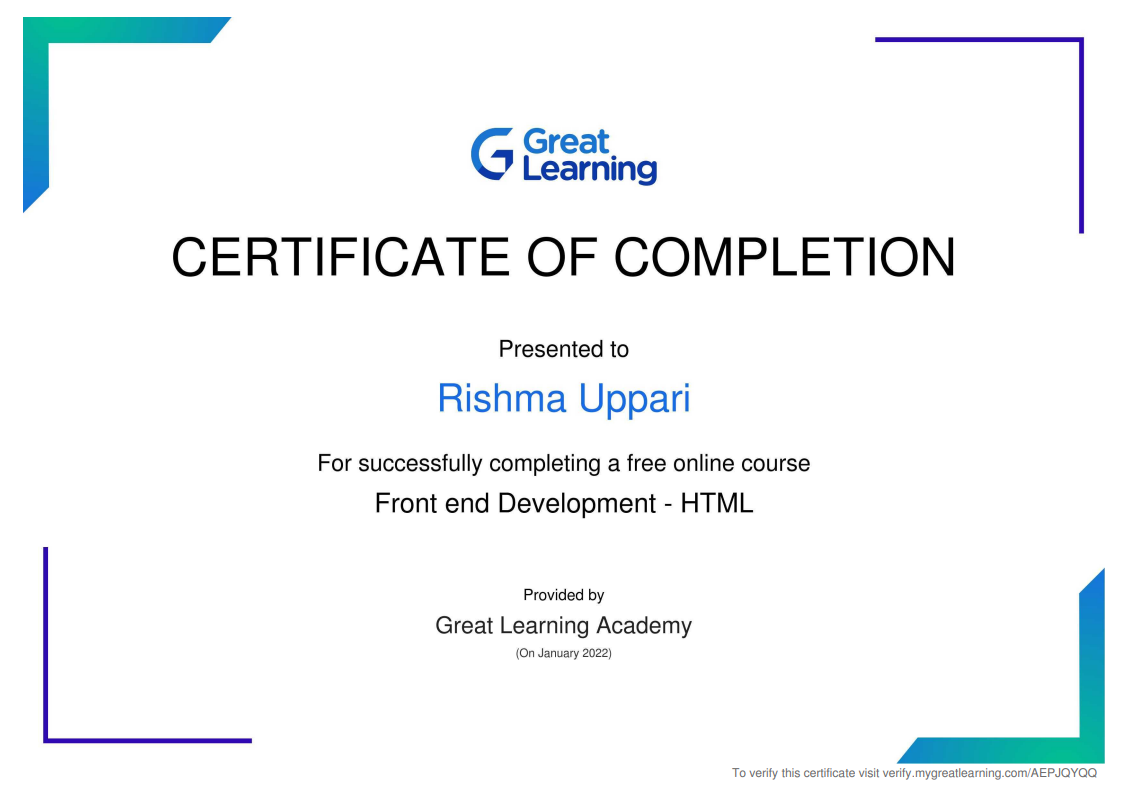 Great
Learning
CERTIFICATE OF COMPLETION
Presented to
Rishma Uppari
For successfully completing a free online course
Front end Development - HTML
Provided by
Great Learning Academy
(On January 2022)
To verify this certificate visit verify.mygreatlearning.com/AEPJQYQQ